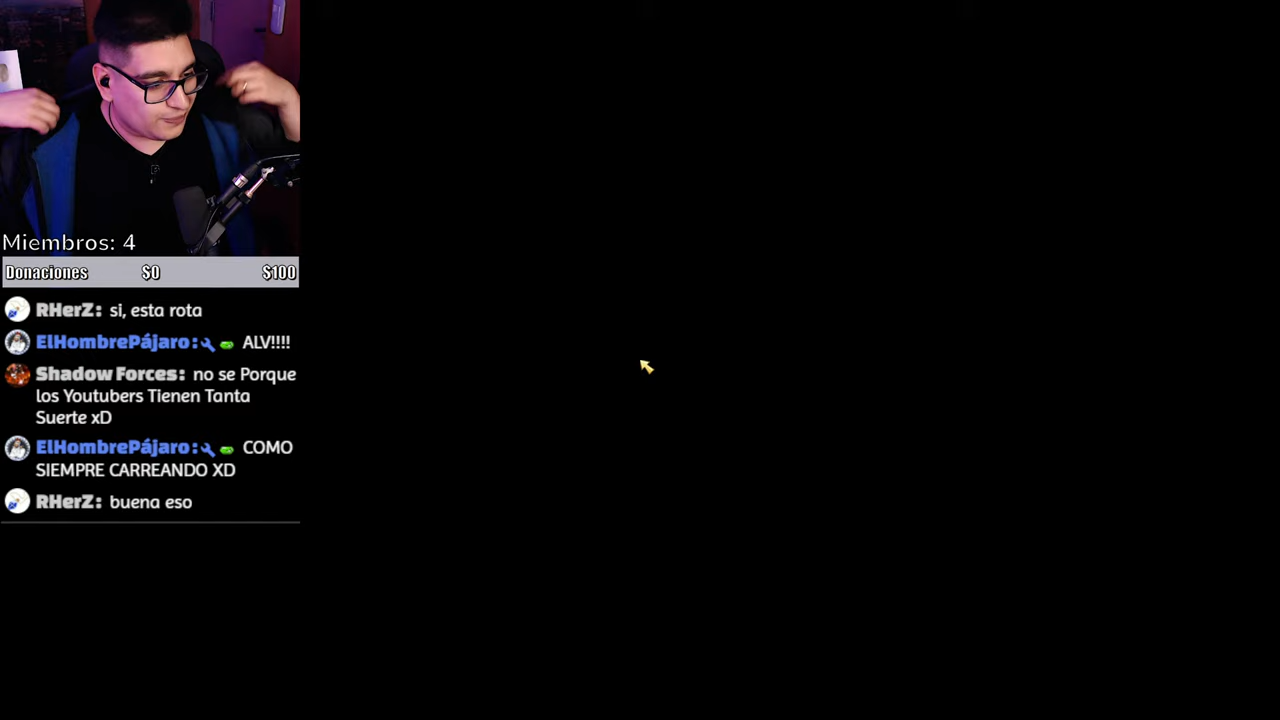 Miembros: 4
Donaciones $0 $100
RHerZ: si, esta rota
ElHombrePájaro: ALV!!!!
Shadow Forces: no se Porque
los Youtubers Tienen Tanta
Suerte xD
ElHombrePájaro: COMO
SIEMPRE CARREANDO XD
RHerZ: buena eso